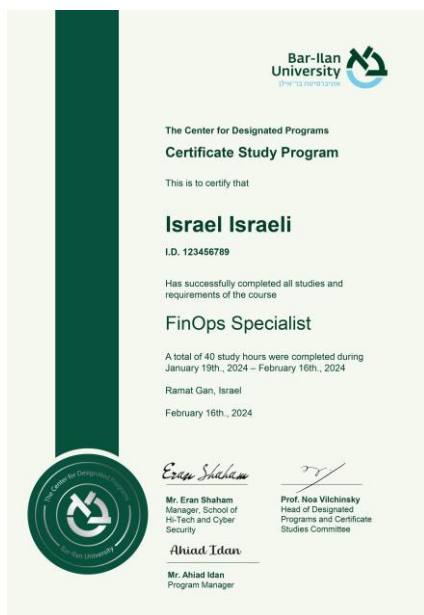 Bar-Ilan
University
אוניברסיטת בר־אילן
The Center for Designated Programs
Certificate Study Program
This is to certify that
Israel Israeli
I.D. 123456789
Has successfully completed all studies and
requirements of the course
FinOps Specialist
A total of 40 study hours were completed during
January 19th., 2024 – February 16th., 2024
Ramat Gan, Israel
February 16th., 2024
Eran Shaham
Mr. Eran Shaham
Manager, School of
Hi-Tech and Cyber
Security
Prof. Noa Vilchinsky
Head of Designated
Programs and Certificate
Studies Committee
Ahiad Idan
Mr. Ahiad Idan
Program Manager
The Center for Designated Programs
Bar-Ilan University